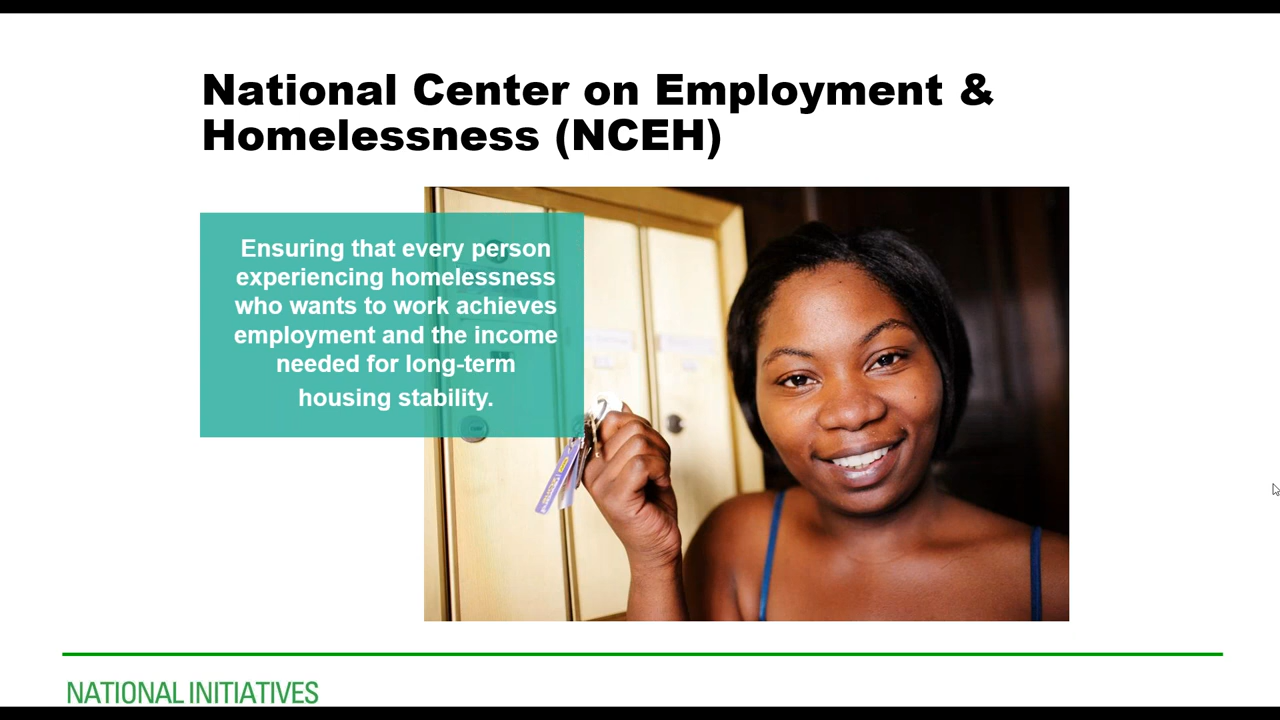 National Center on Employment &
Homelessness (NCEH)
Ensuring that every person
experiencing homelessness
who wants to work achieves
employment and the income
needed for long-term
housing stability.
NATIONAL INITIATIVES